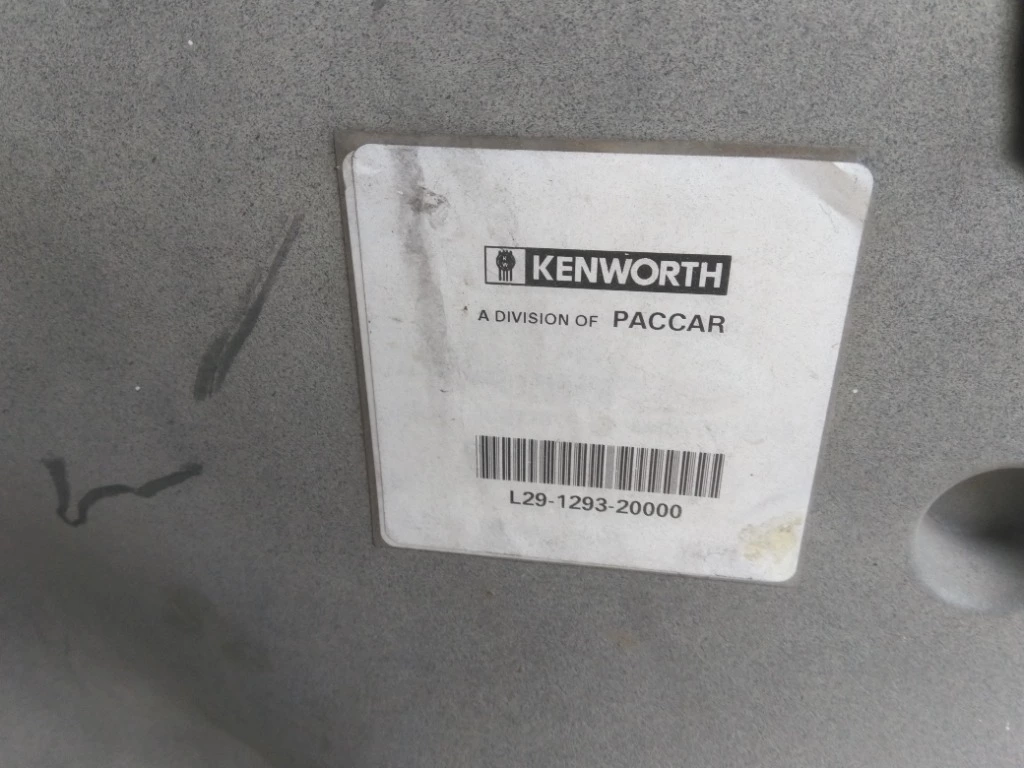 KENWORTH
A DIVISION OF PACCAR
L29-1293-20000